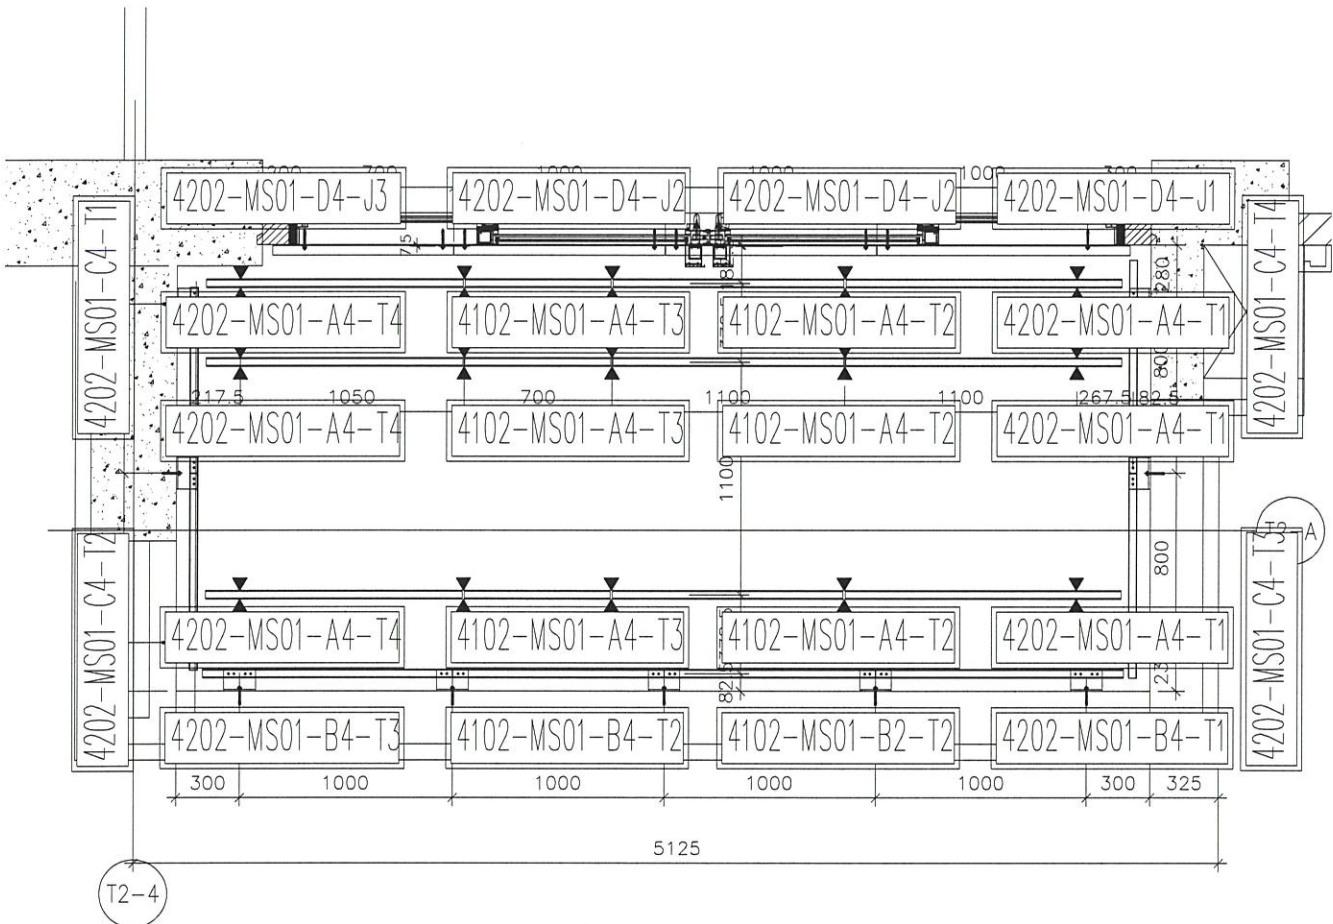 4202-MS01-D4-J3
4202-MS01-D4-J2
4202-MS01-D4-J2
4202-MS01-D4-J1
4202-MS01-C4-T1
4202-MS01-C4-T4
75
280
4202-MS01-A4-T4
4102-MS01-A4-T3
4102-MS01-A4-T2
4202-MS01-A4-T1
800
217.5
1050
700
1100
1100
267.5
82.5
4202-MS01-A4-T4
4102-MS01-A4-T3
4102-MS01-A4-T2
4202-MS01-A4-T1
1100
4202-MS01-C4-T2
4202-MS01-C4-T3
800
4202-MS01-A4-T4
4102-MS01-A4-T3
4102-MS01-A4-T2
4202-MS01-A4-T1
82.5
4202-MS01-B4-T3
4102-MS01-B4-T2
4102-MS01-B2-T2
4202-MS01-B4-T1
300
1000
1000
1000
1000
300
325
5125
T2-4